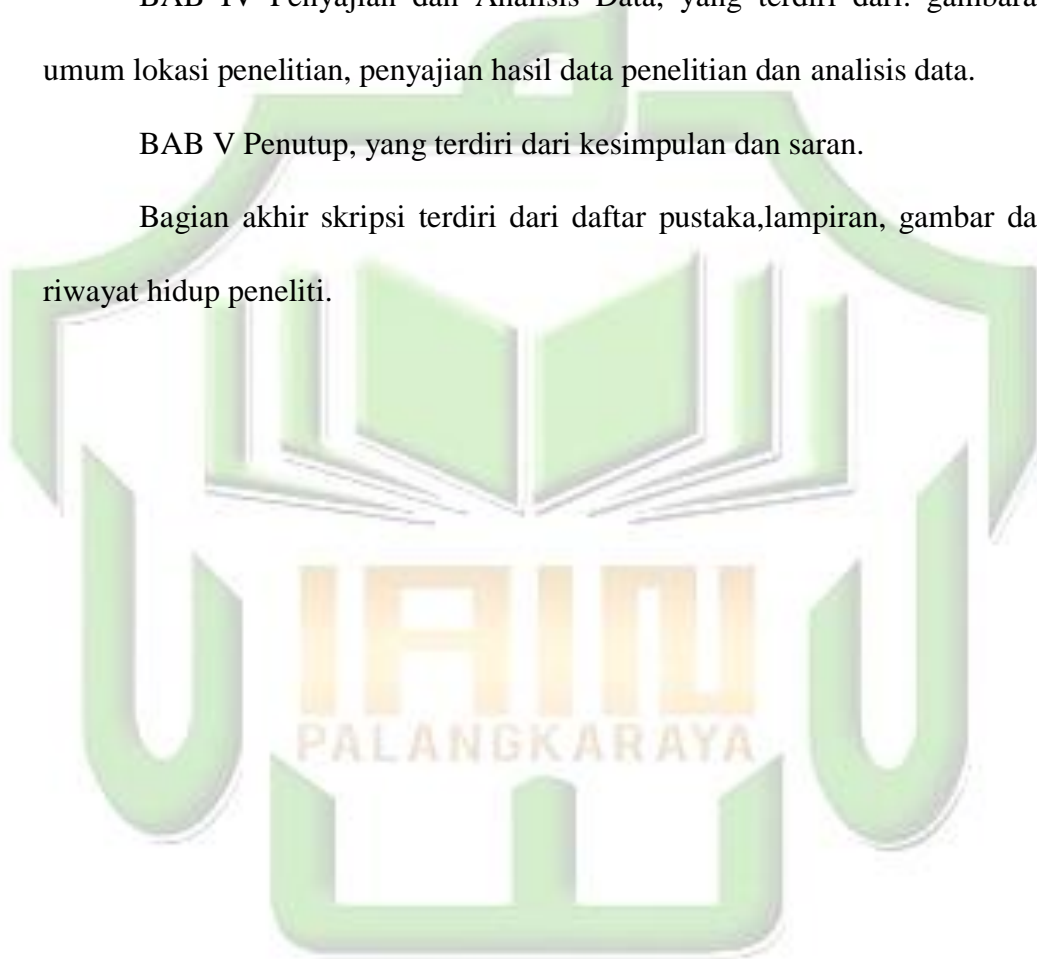 BAB IV Penyajian dan Analisis Data, yang terdiri dari: gambara
umum lokasi penelitian, penyajian hasil data penelitian dan analisis data.
BAB V Penutup, yang terdiri dari kesimpulan dan saran.
Bagian akhir skripsi terdiri dari daftar pustaka,lampiran, gambar da
riwayat hidup peneliti.
IAIN
PALANGKARAYA